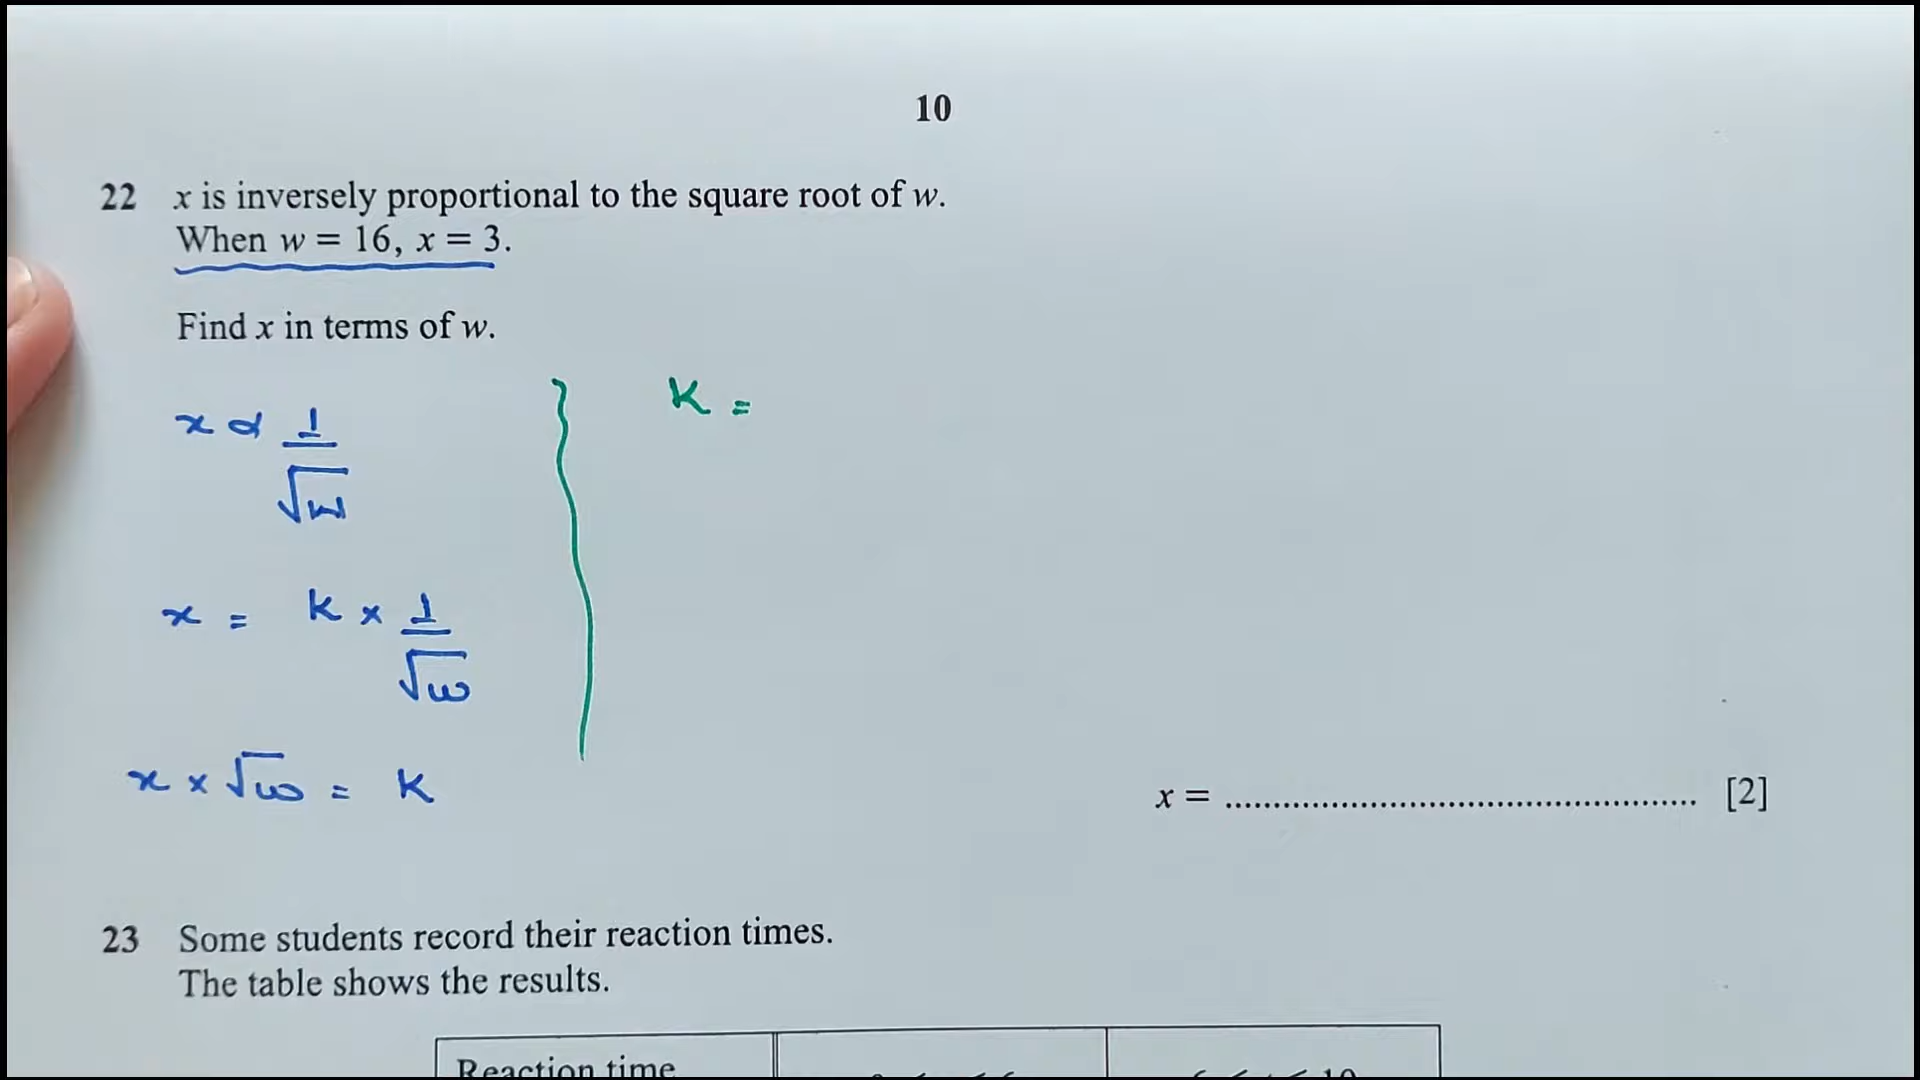 10
22 x is inversely proportional to the square root of w.
When w = 16, x = 3.
Find x in terms of w.
x α 1/√w
K =
x = k × 1/√w
x × √w = K
x = ................................................ [2]
23 Some students record their reaction times.
The table shows the results.
Reaction time